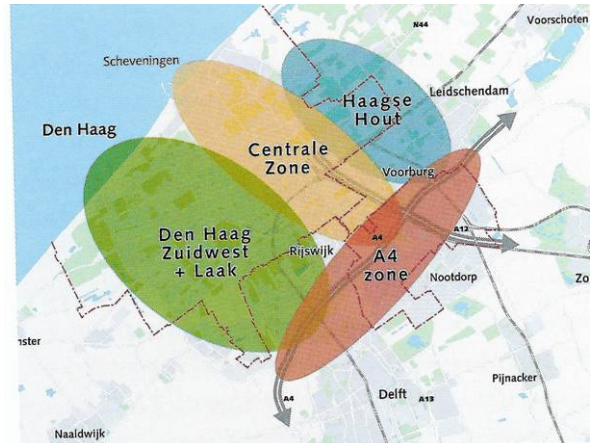 N44
Voorschoten
Scheveningen
Leidschendam
Haagse
Hout
Den Haag
Centrale
Zone
Voorburg
Den Haag
Zuidwest
+ Laak
Rijswijk
A4
A4
zone
A12
Nootdorp
Zo
nster
Pijnacker
A4
Delft
A13
Naaldwijk